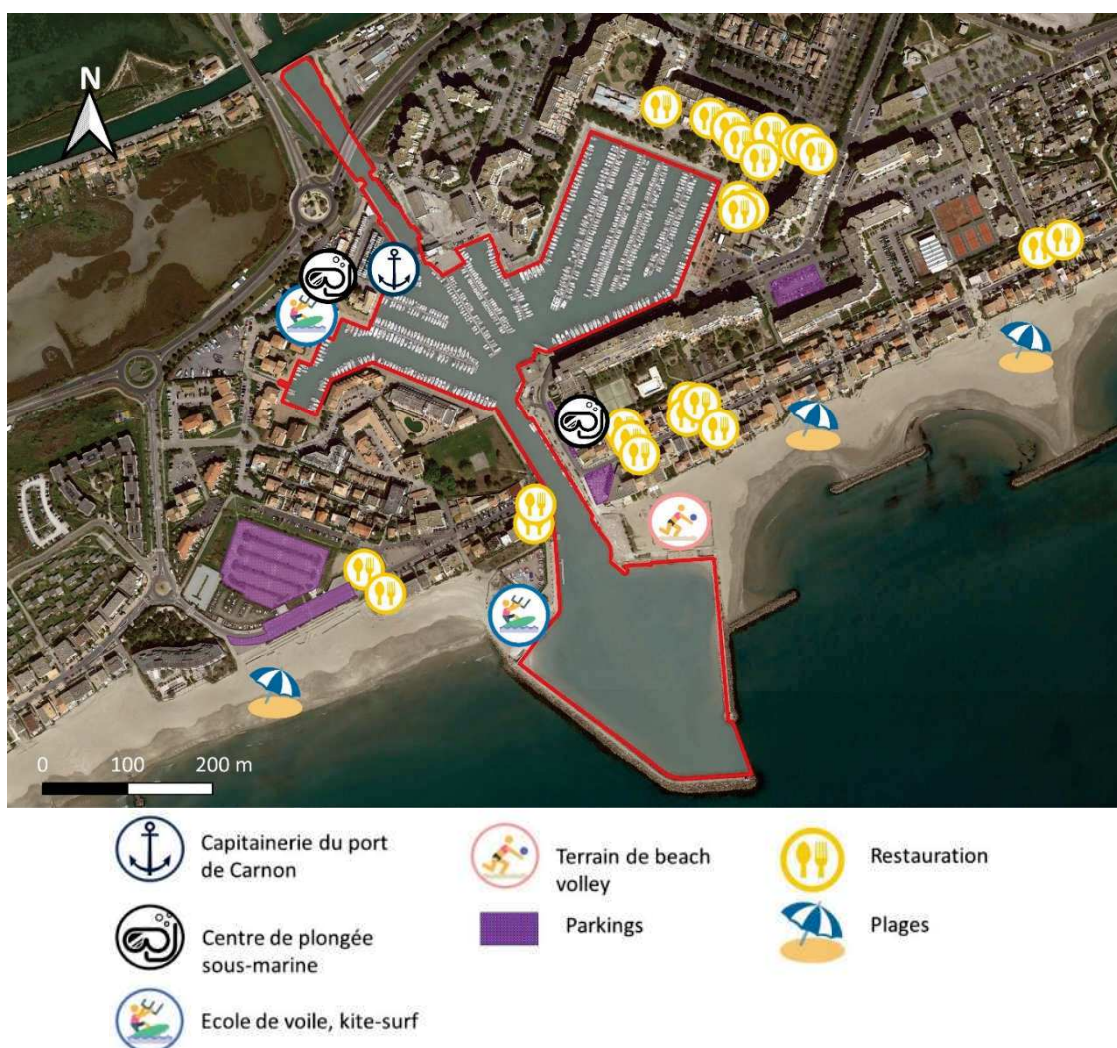 N
0 100 200 m
Capitainerie du port
de Carnon
Terrain de beach
volley
Restauration
Centre de plongée
sous-marine
Parkings
Plages
Ecole de voile, kite-surf